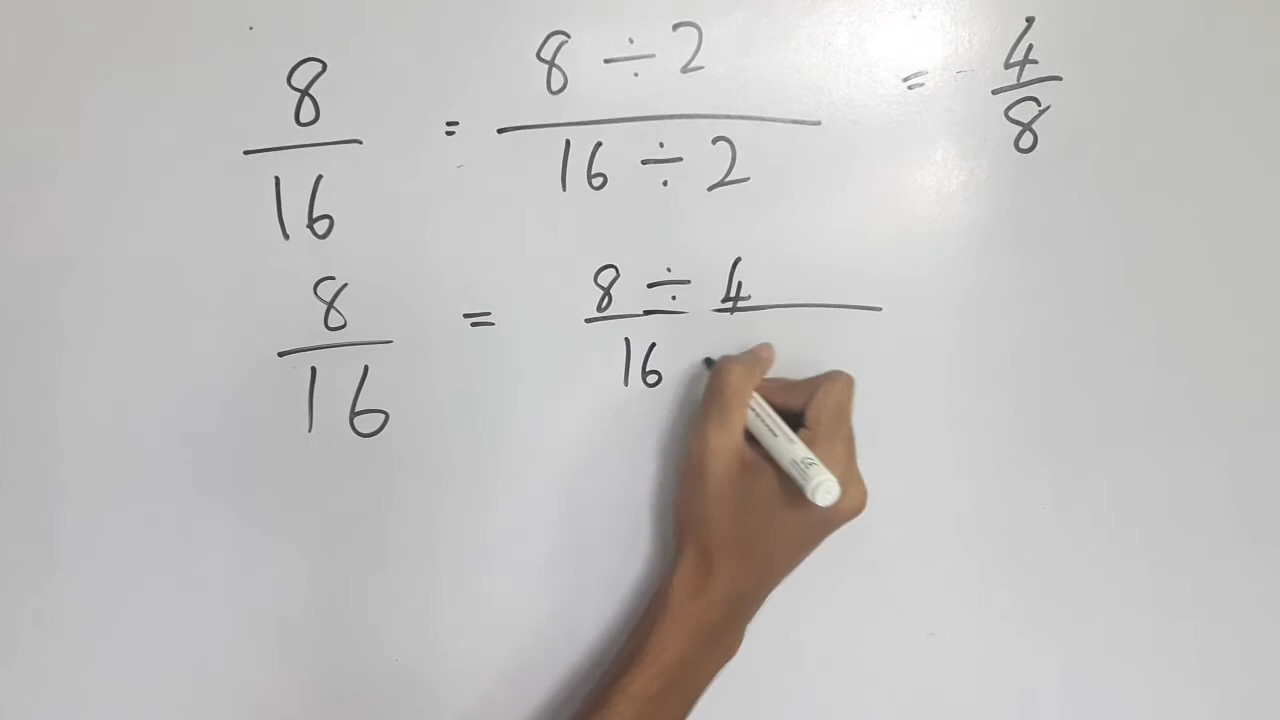 8/16 = 8 ÷ 2/16 ÷ 2 = 4/8
8/16 = 8 ÷ 4/16